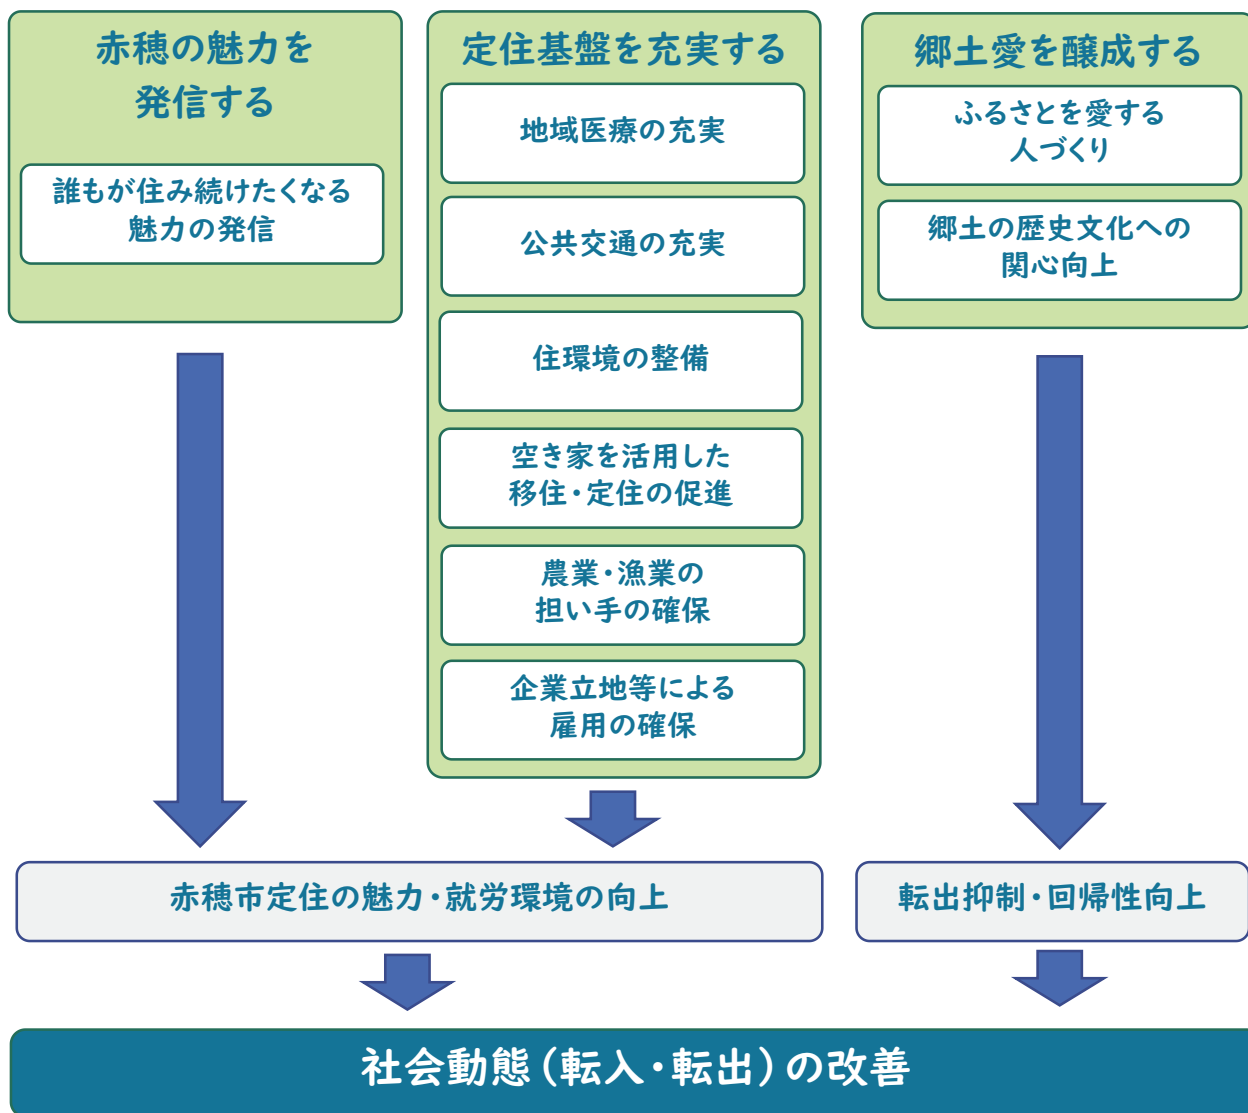 赤穂の魅力を
発信する
誰もが住み続けたくなる
魅力の発信
定住基盤を充実する
地域医療の充実
公共交通の充実
住環境の整備
空き家を活用した
移住・定住の促進
農業・漁業の
担い手の確保
企業立地等による
雇用の確保
郷土愛を醸成する
ふるさとを愛する
人づくり
郷土の歴史文化への
関心向上
赤穂市定住の魅力・就労環境の向上
転出抑制・回帰性向上
社会動態(転入・転出)の改善